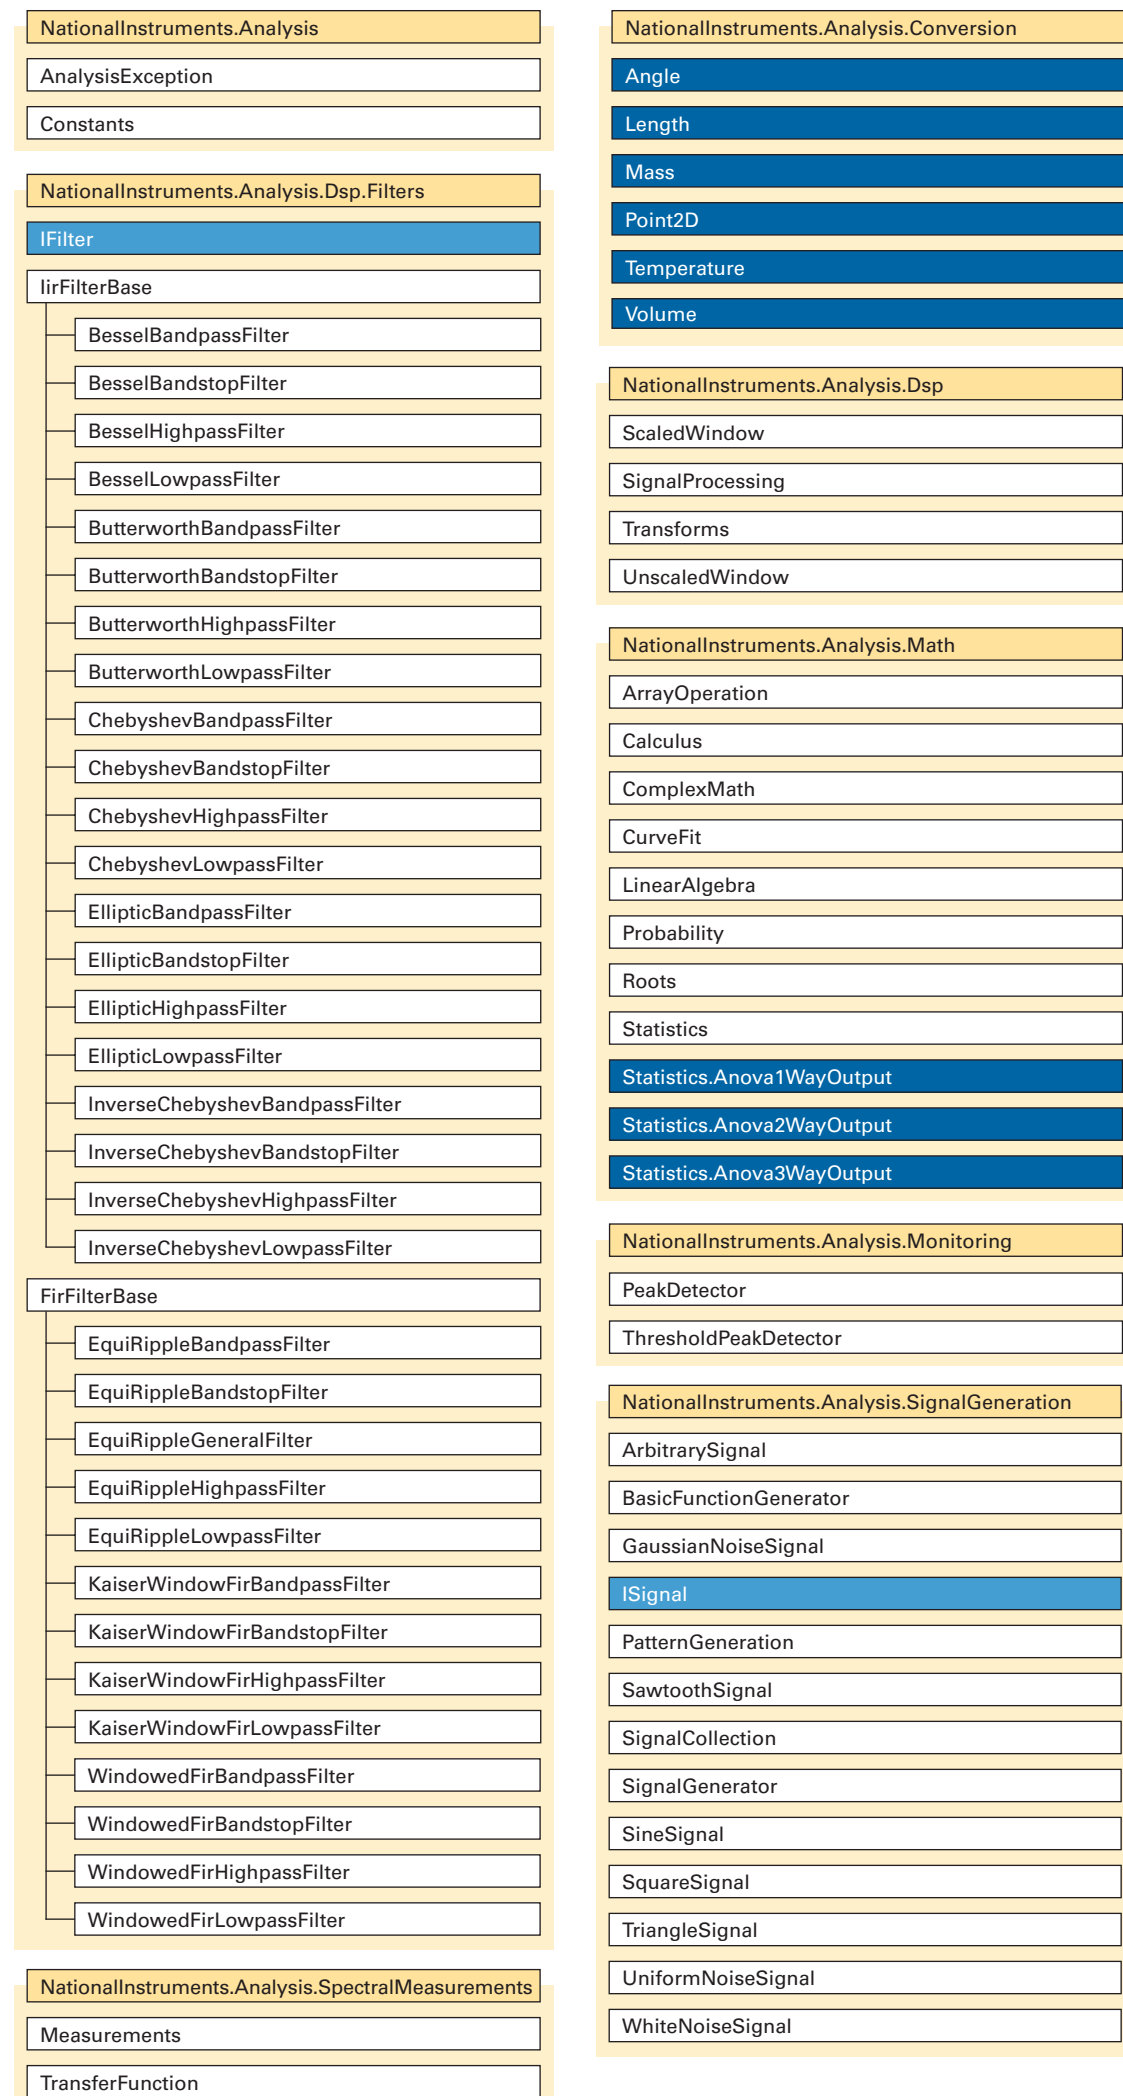 NationalInstruments.Analysis
AnalysisException
Constants
NationalInstruments.Analysis.Dsp.Filters
IFilter
IirFilterBase
BesselBandpassFilter
BesselBandstopFilter
BesselHighpassFilter
BesselLowpassFilter
ButterworthBandpassFilter
ButterworthBandstopFilter
ButterworthHighpassFilter
ButterworthLowpassFilter
ChebyshevBandpassFilter
ChebyshevBandstopFilter
ChebyshevHighpassFilter
ChebyshevLowpassFilter
EllipticBandpassFilter
EllipticBandstopFilter
EllipticHighpassFilter
EllipticLowpassFilter
InverseChebyshevBandpassFilter
InverseChebyshevBandstopFilter
InverseChebyshevHighpassFilter
InverseChebyshevLowpassFilter
FirFilterBase
EquiRippleBandpassFilter
EquiRippleBandstopFilter
EquiRippleGeneralFilter
EquiRippleHighpassFilter
EquiRippleLowpassFilter
KaiserWindowFirBandpassFilter
KaiserWindowFirBandstopFilter
KaiserWindowFirHighpassFilter
KaiserWindowFirLowpassFilter
WindowedFirBandpassFilter
WindowedFirBandstopFilter
WindowedFirHighpassFilter
WindowedFirLowpassFilter
NationalInstruments.Analysis.SpectralMeasurements
Measurements
TransferFunction
NationalInstruments.Analysis.Conversion
Angle
Length
Mass
Point2D
Temperature
Volume
NationalInstruments.Analysis.Dsp
ScaledWindow
SignalProcessing
Transforms
UnscaledWindow
NationalInstruments.Analysis.Math
ArrayOperation
Calculus
ComplexMath
CurveFit
LinearAlgebra
Probability
Roots
Statistics
Statistics.Anova1WayOutput
Statistics.Anova2WayOutput
Statistics.Anova3WayOutput
NationalInstruments.Analysis.Monitoring
PeakDetector
ThresholdPeakDetector
NationalInstruments.Analysis.SignalGeneration
ArbitrarySignal
BasicFunctionGenerator
GaussianNoiseSignal
ISignal
PatternGeneration
SawtoothSignal
SignalCollection
SignalGenerator
SineSignal
SquareSignal
TriangleSignal
UniformNoiseSignal
WhiteNoiseSignal